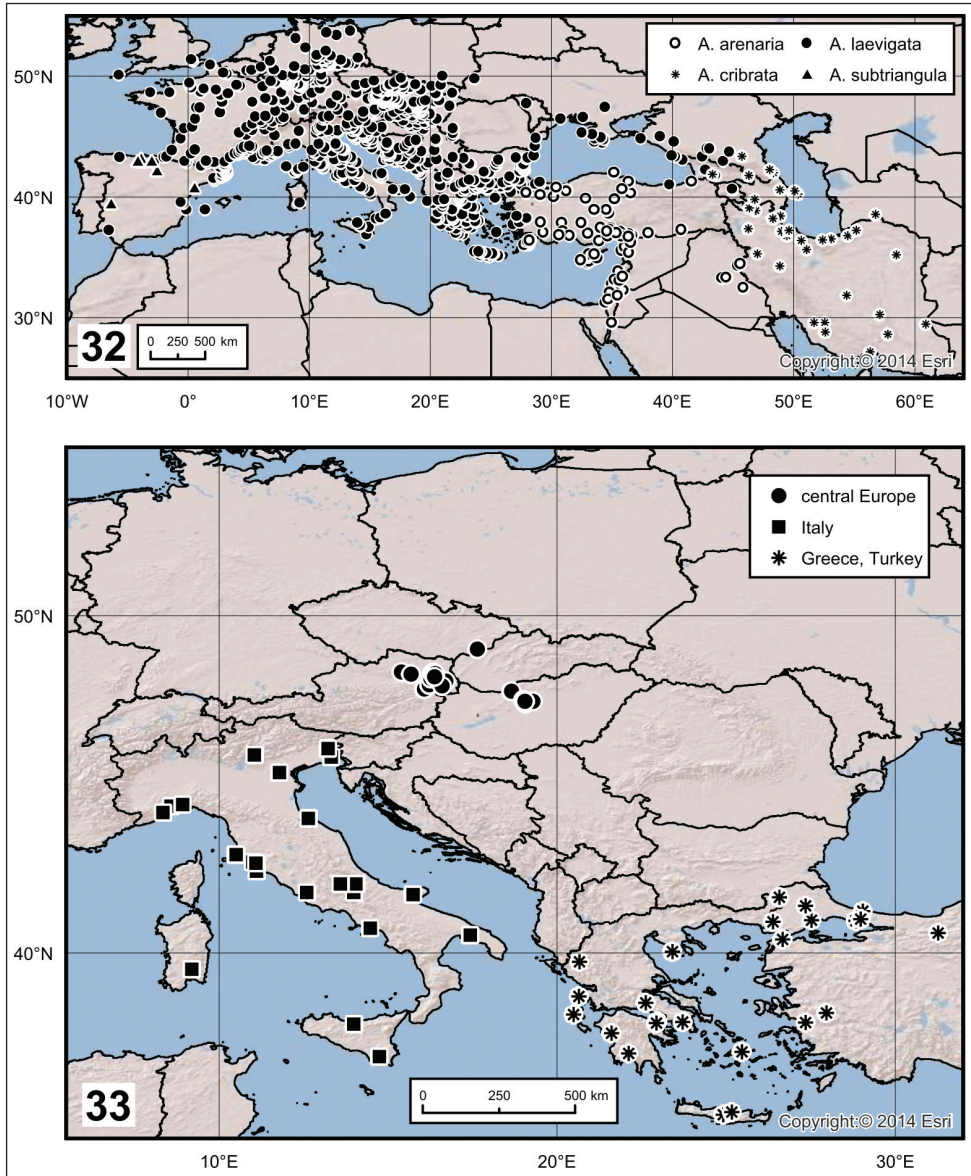 A. arenaria A. laevigata
A. cribrata A. subtriangula
50°N
40°N
30°N
32
0 250 500 km
Copyright:© 2014 Esri
10°W 0° 10°E 20°E 30°E 40°E 50°E 60°E
central Europe
Italy
Greece, Turkey
50°N
40°N
33
0 250 500 km
Copyright:© 2014 Esri
10°E 20°E 30°E